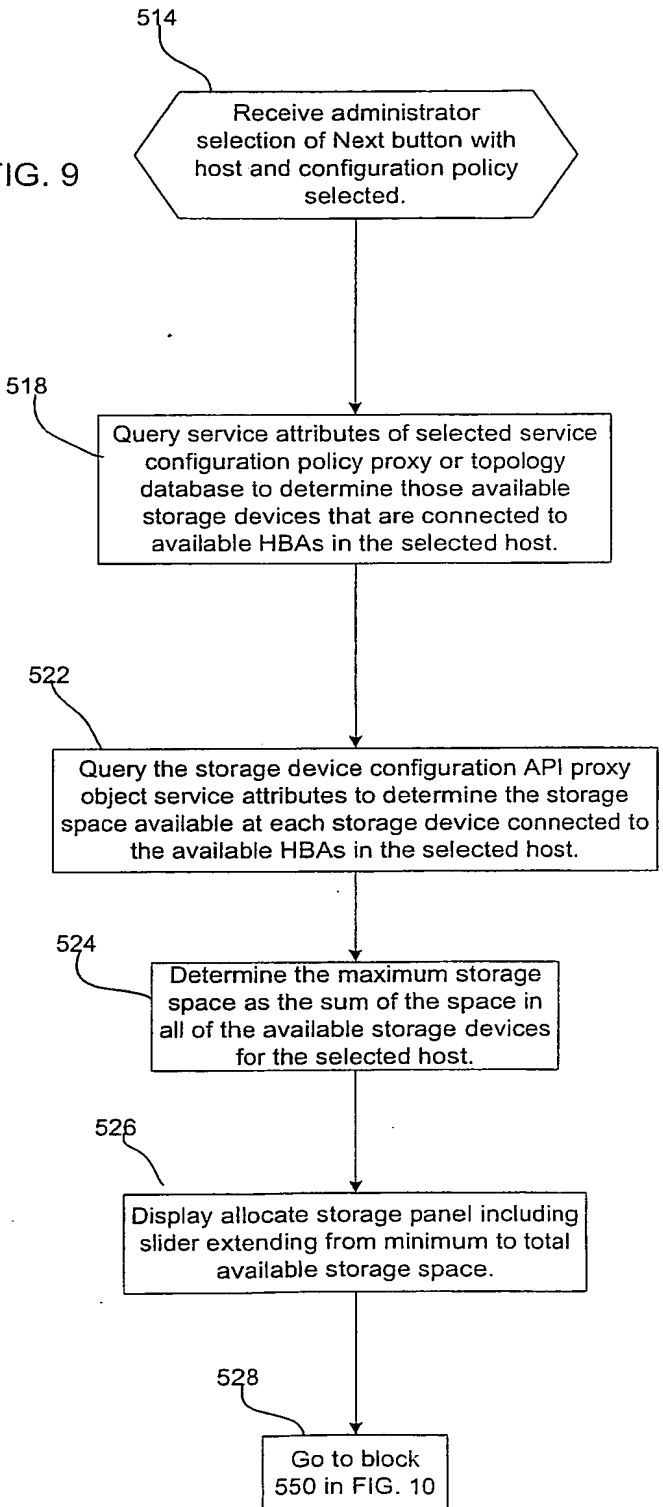 514
Receive administrator
selection of Next button with
host and configuration policy
selected.
FIG. 9
518
Query service attributes of selected service
configuration policy proxy or topology
database to determine those available
storage devices that are connected to
available HBAs in the selected host.
522
Query the storage device configuration API proxy
object service attributes to determine the storage
space available at each storage device connected to
the available HBAs in the selected host.
524
Determine the maximum storage
space as the sum of the space in
all of the available storage devices
for the selected host.
526
Display allocate storage panel including
slider extending from minimum to total
available storage space.
528
Go to block
550 in FIG. 10